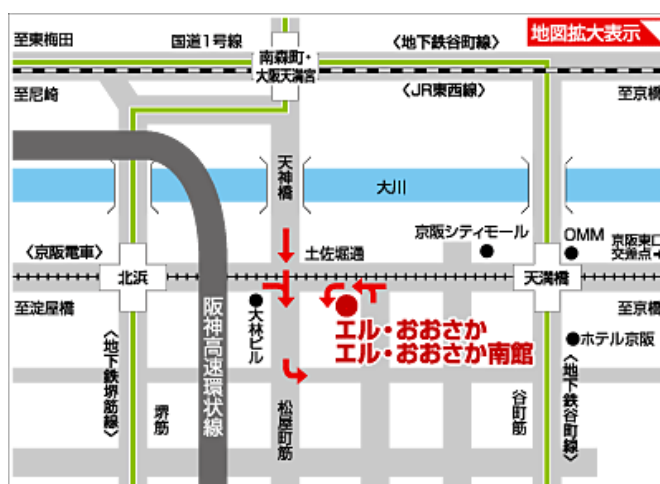 地図拡大表示
至東梅田
国道1号線
〈地下鉄谷町線〉
南森町・
大阪天満宮
至尼崎
〈JR東西線〉
至京橋
天神橋
大川
〈京阪電車〉
土佐堀通
京阪シティモール
OMM
京阪東口
交差点
北浜
天満橋
至淀屋橋
至京橋
大林ビル
エル・おおさか
エル・おおさか南館
ホテル京阪
阪神高速環状線
〈地下鉄堺筋線〉
堺筋
松屋町筋
谷町筋
〈地下鉄谷町線〉